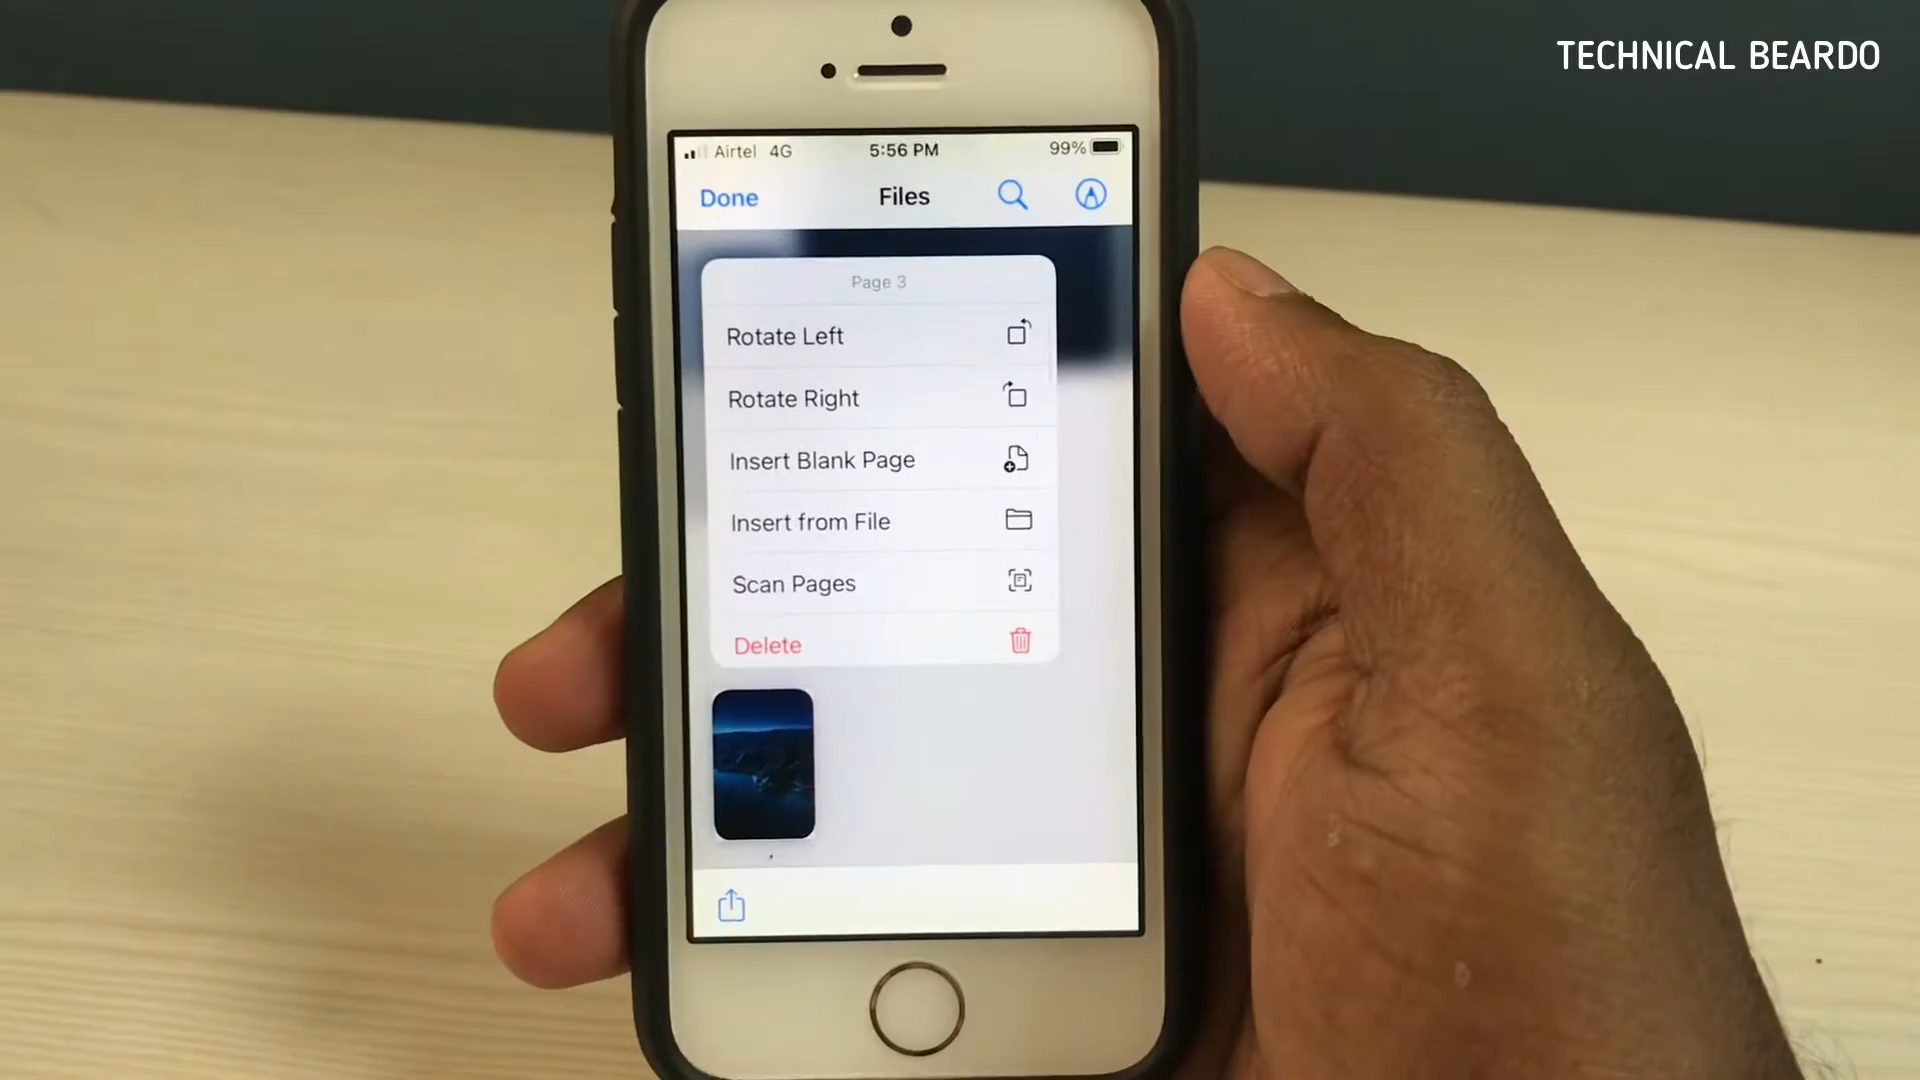 TECHNICAL BEARDO
Airtel 4G 5:56 PM 99%
Done Files
Page 3
Rotate Left
Rotate Right
Insert Blank Page
Insert from File
Scan Pages
Delete